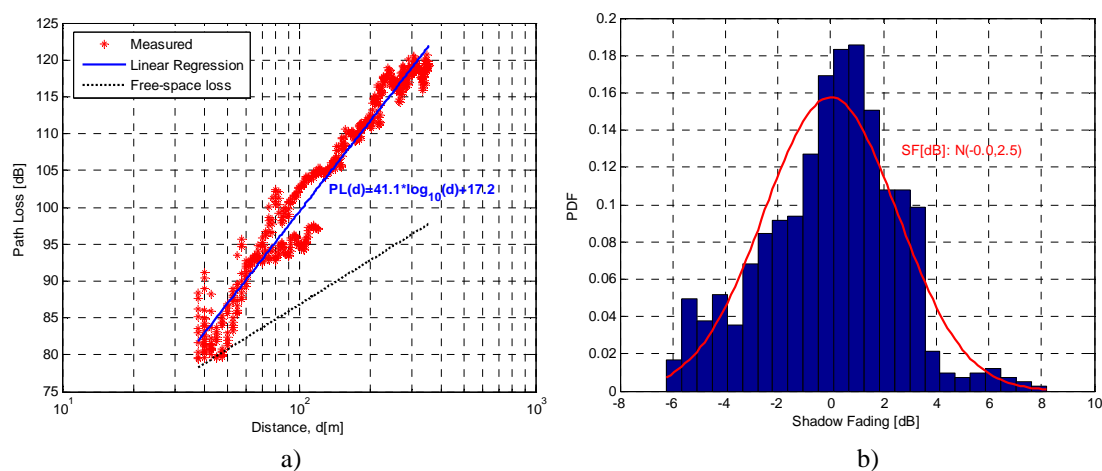 125
120
115
110
105
100
95
90
85
80
75
Path Loss [dB]
Measured
Linear Regression
Free-space loss
PL(d)=41.1*log10(d)+17.2
10^1
10^2
10^3
Distance, d[m]
a)
0.2
0.18
0.16
0.14
0.12
0.1
0.08
0.06
0.04
0.02
0
PDF
SF[dB]: N(-0.0,2.5)
-8 -6 -4 -2 0 2 4 6 8 10
Shadow Fading [dB]
b)